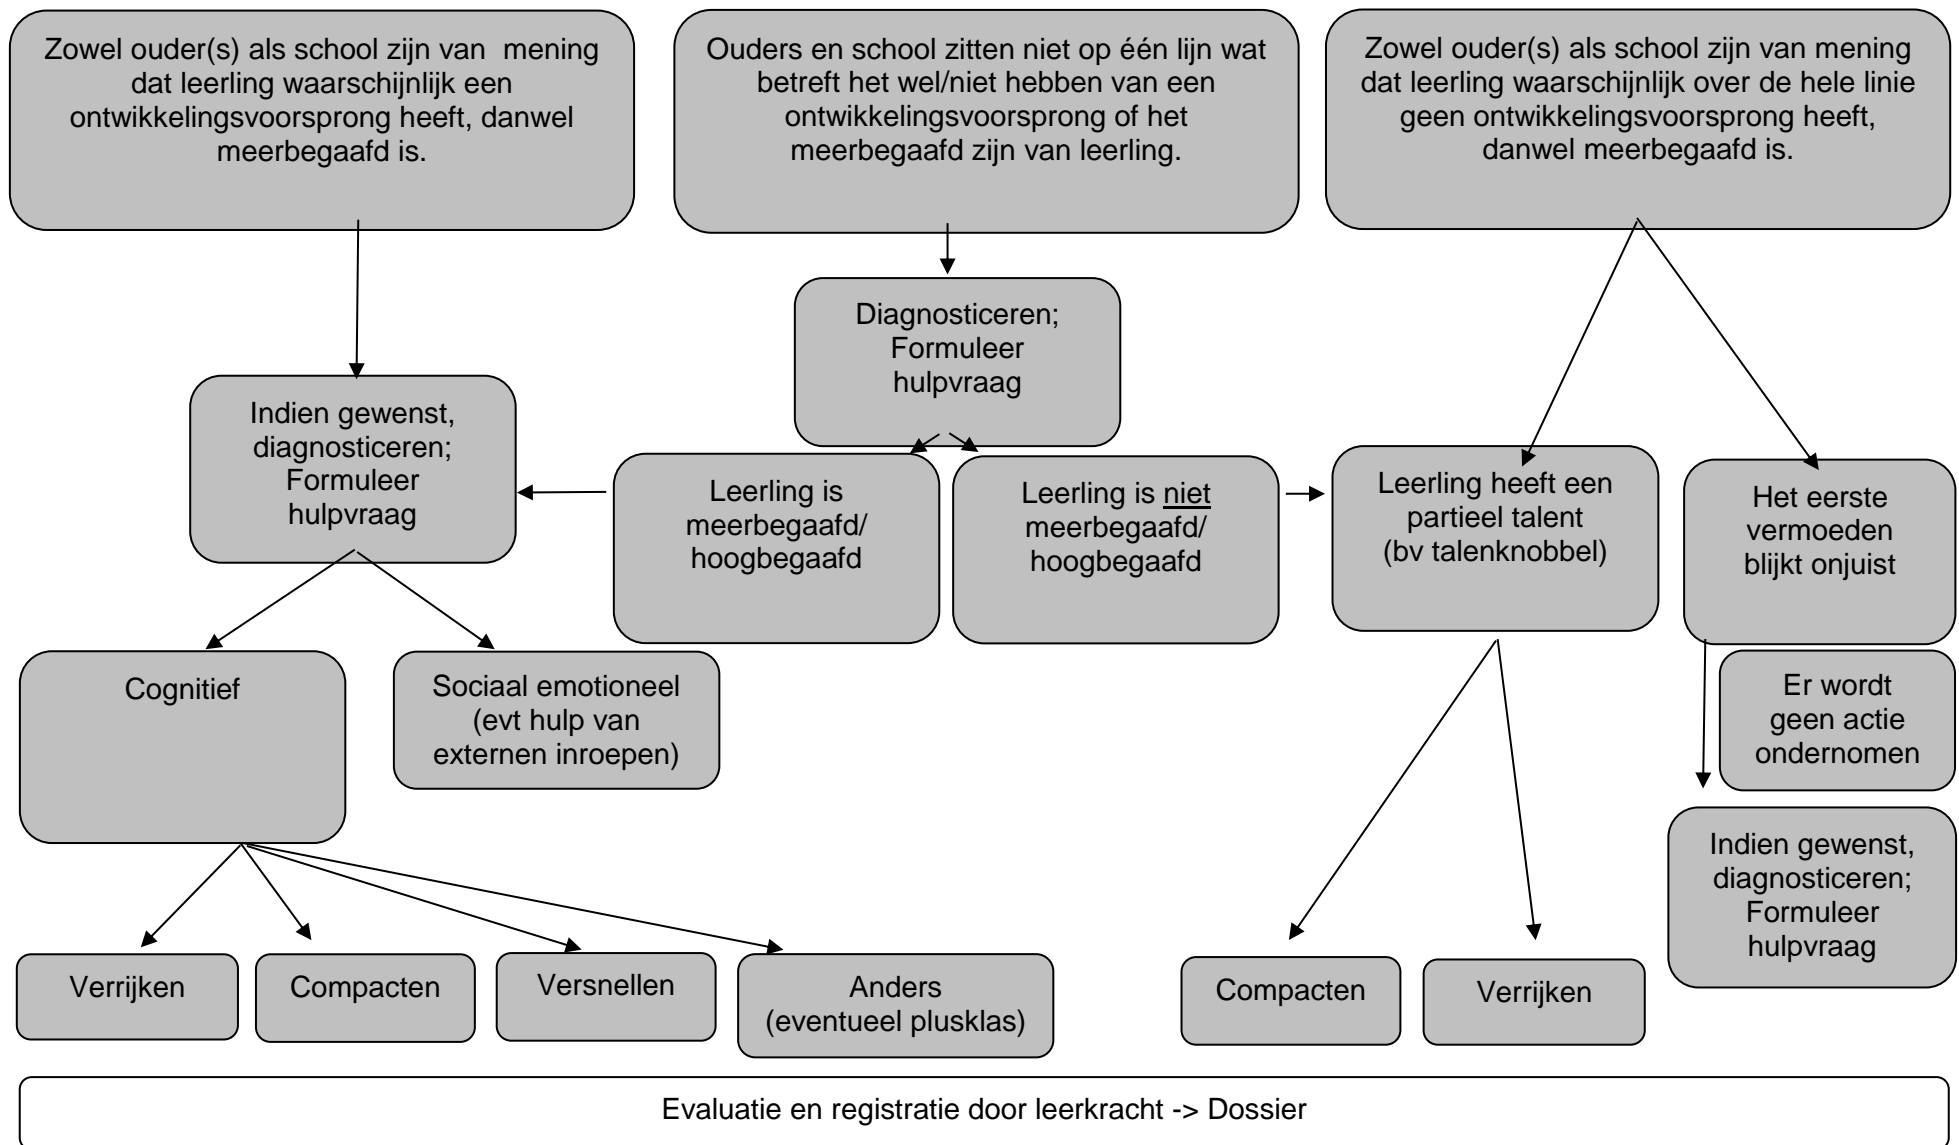 Zowel ouder(s) als school zijn van mening
dat leerling waarschijnlijk een
ontwikkelingsvoorsprong heeft, danwel
meerbegaafd is.
Ouders en school zitten niet op één lijn wat
betreft het wel/niet hebben van een
ontwikkelingsvoorsprong of het
meerbegaafd zijn van leerling.
Zowel ouder(s) als school zijn van mening
dat leerling waarschijnlijk over de hele linie
geen ontwikkelingsvoorsprong heeft,
danwel meerbegaafd is.
Diagnosticeren;
Formuleer
hulpvraag
Indien gewenst,
diagnosticeren;
Formuleer
hulpvraag
Leerling is
meerbegaafd/
hoogbegaafd
Leerling is niet
meerbegaafd/
hoogbegaafd
Leerling heeft een
partieel talent
(bv talenknobbel)
Het eerste
vermoeden
blijkt onjuist
Cognitief
Sociaal emotioneel
(evt hulp van
externen inroepen)
Er wordt
geen actie
ondernomen
Indien gewenst,
diagnosticeren;
Formuleer
hulpvraag
Verrijken
Compacten
Versnellen
Anders
(eventueel plusklas)
Compacten
Verrijken
Evaluatie en registratie door leerkracht -> Dossier